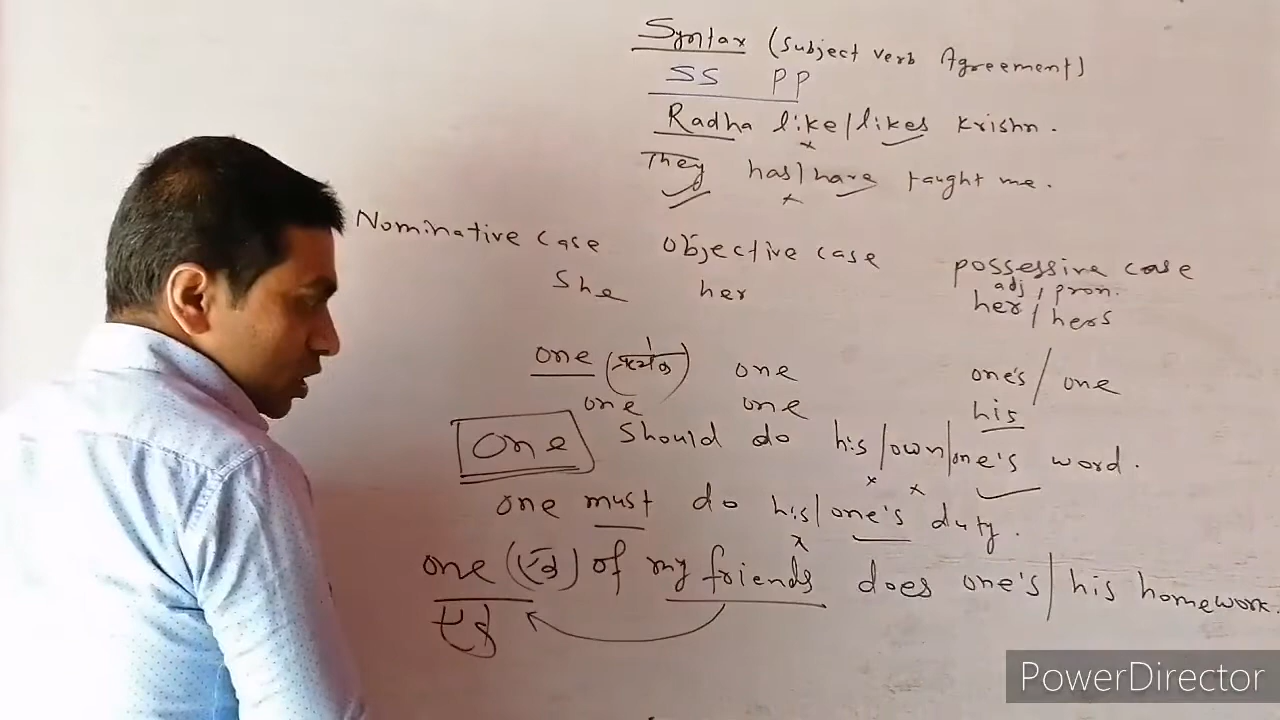 Syntax (Subject verb Agreement)
SS PP
Radha like/likes Krishn.
They has/have taught me.
Nominative case objective case possessive case
adj, pron.
She her her/hers
one (प्रत्येक) one one's/one
one one his
One should do his/own/one's word.
one must do his/one's duty.
one (एक) of my friends does one's/his homework.
एक
PowerDirector